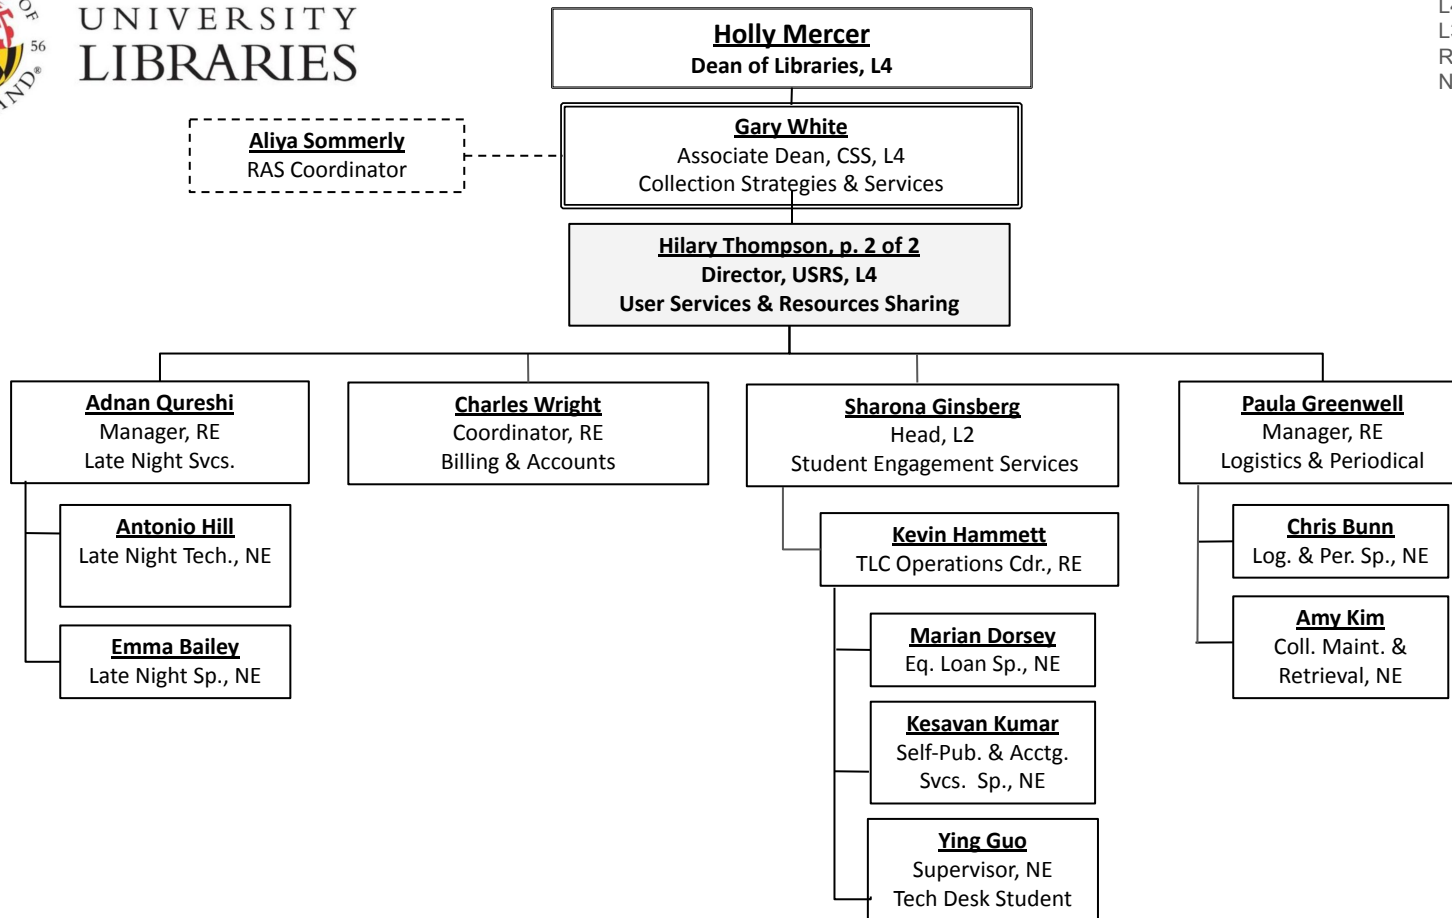 UNIVERSITY
LIBRARIES
56
Holly Mercer
Dean of Libraries, L4
Aliya Sommerly
RAS Coordinator
Gary White
Associate Dean, CSS, L4
Collection Strategies & Services
Hilary Thompson, p. 2 of 2
Director, USRS, L4
User Services & Resources Sharing
Adnan Qureshi
Manager, RE
Late Night Svcs.
Antonio Hill
Late Night Tech., NE
Emma Bailey
Late Night Sp., NE
Charles Wright
Coordinator, RE
Billing & Accounts
Sharona Ginsberg
Head, L2
Student Engagement Services
Kevin Hammett
TLC Operations Cdr., RE
Marian Dorsey
Eq. Loan Sp., NE
Kesavan Kumar
Self-Pub. & Acctg.
Svcs. Sp., NE
Ying Guo
Supervisor, NE
Tech Desk Student
Paula Greenwell
Manager, RE
Logistics & Periodical
Chris Bunn
Log. & Per. Sp., NE
Amy Kim
Coll. Maint. &
Retrieval, NE